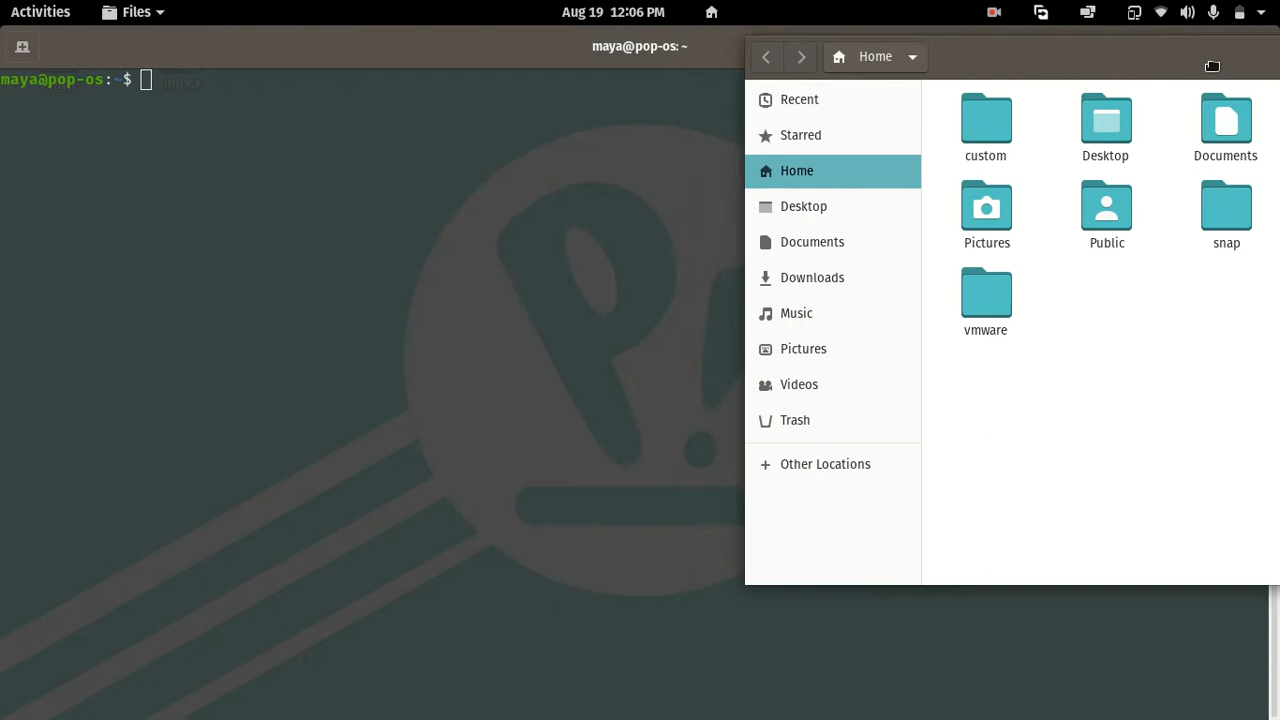 Activities Files Aug 19 12:06 PM
maya@pop-os: ~
maya@pop-os:~$
Home
Recent
Starred
Home
Desktop
Documents
Downloads
Music
Pictures
Videos
Trash
+ Other Locations
custom Desktop Documents
Pictures Public snap
vmware